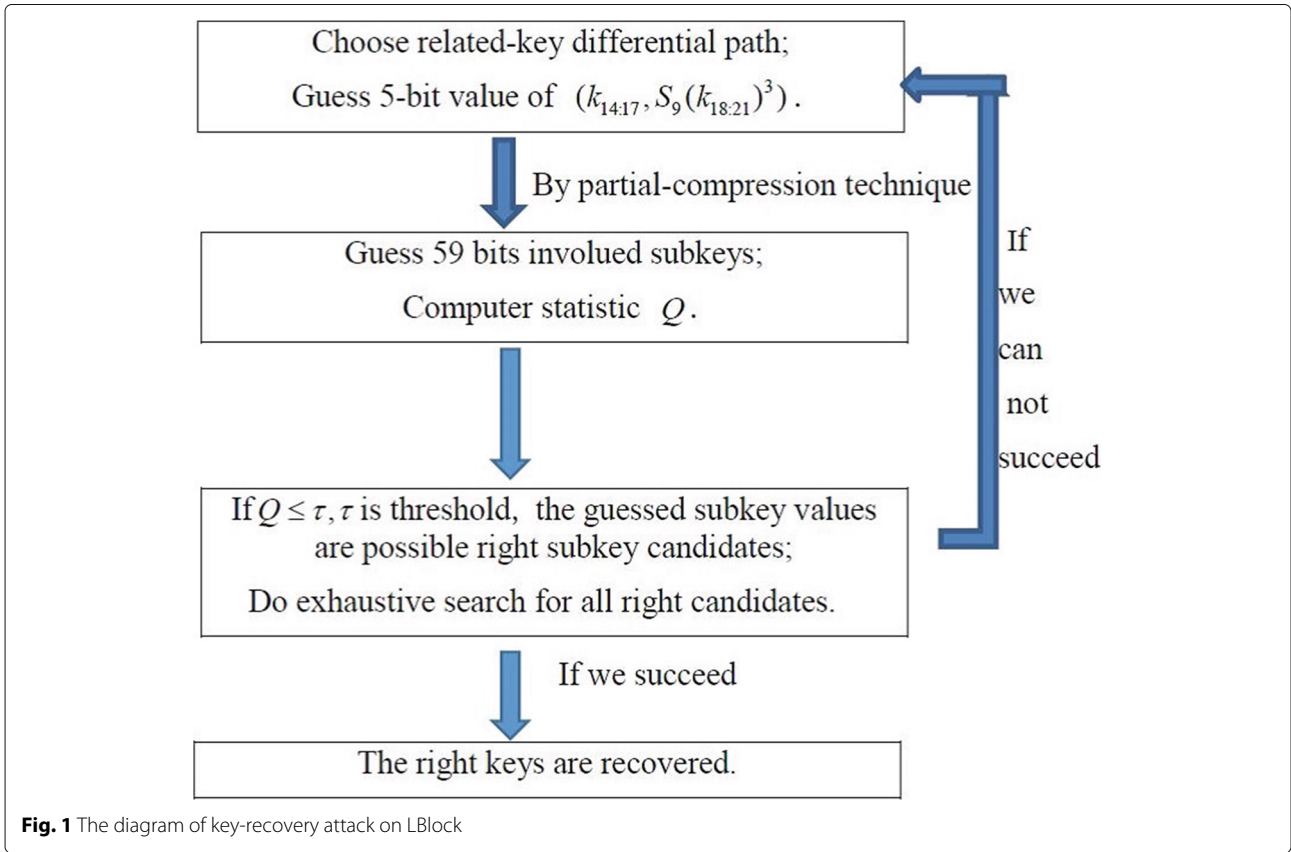 Choose related-key differential path;
Guess 5-bit value of (k₁₄:₁₇, S₉(k₁₈:₂₁)³).
By partial-compression technique
Guess 59 bits involued subkeys;
Computer statistic Q.
If Q ≤ τ, τ is threshold, the guessed subkey values
are possible right subkey candidates;
Do exhaustive search for all right candidates.
If
we
can
not
succeed
If we succeed
The right keys are recovered.
Fig. 1 The diagram of key-recovery attack on LBlock